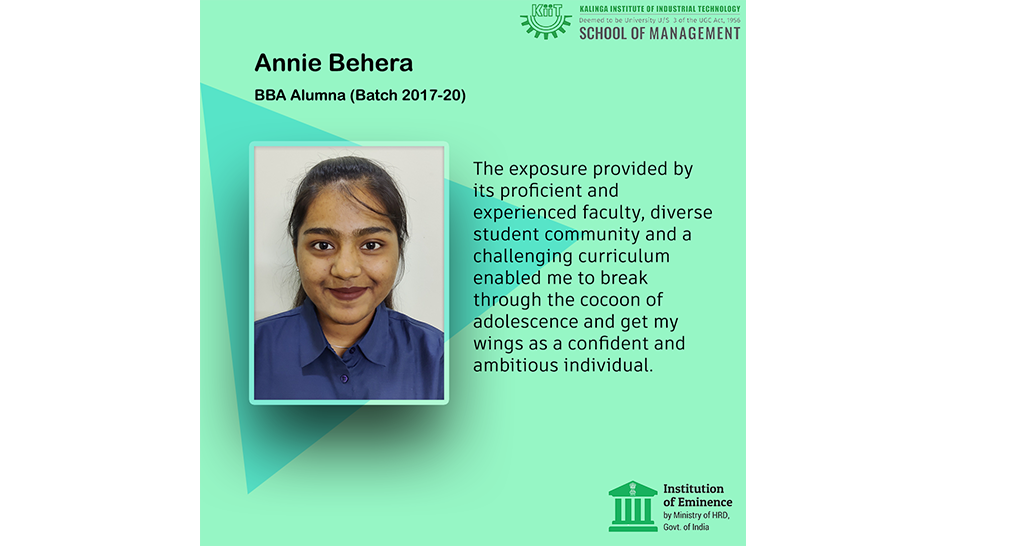 KiiT
KALINGA INSTITUTE OF INDUSTRIAL TECHNOLOGY
Deemed to be University U/S 3 of the UGC Act, 1956
SCHOOL OF MANAGEMENT
Annie Behera
BBA Alumna (Batch 2017-20)
The exposure provided by
its proficient and
experienced faculty, diverse
student community and a
challenging curriculum
enabled me to break
through the cocoon of
adolescence and get my
wings as a confident and
ambitious individual.
Institution
of Eminence
by Ministry of HRD,
Govt. of India